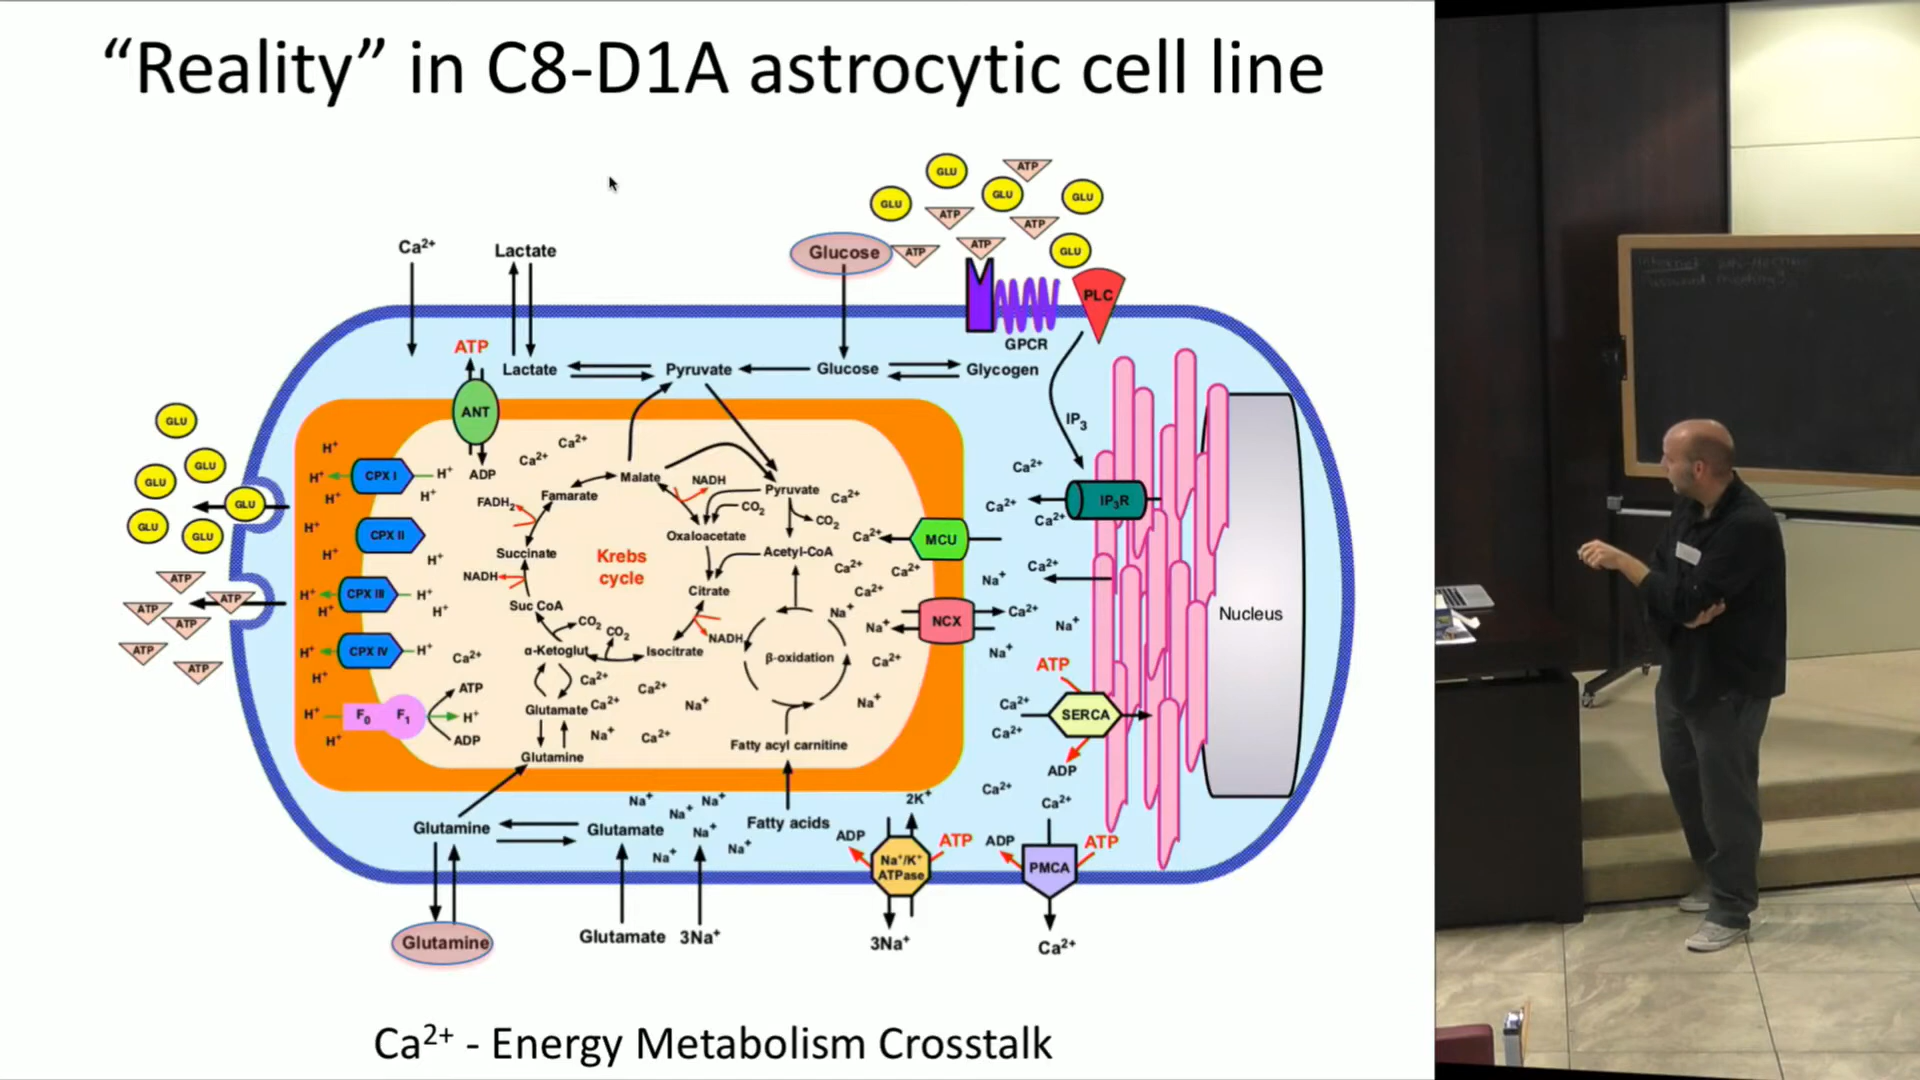 “Reality” in C8-D1A astrocytic cell line
GLU
ATP
GLU
GLU
GLU
ATP
ATP
Ca²⁺
Lactate
Glucose
ATP
ATP
GLU
PLC
GPCR
ATP
Lactate
Pyruvate
Glucose
Glycogen
ANT
IP₃
GLU
GLU
GLU
GLU
GLU
GLU
ATP
ATP
ATP
ATP
ATP
ATP
H⁺
H⁺
CPX I
H⁺
H⁺
H⁺
ADP
Ca²⁺
Ca²⁺
H⁺
CPX II
H⁺
H⁺
H⁺
CPX III
H⁺
H⁺
H⁺
H⁺
CPX IV
H⁺
H⁺
Ca²⁺
H⁺
F₀
F₁
ATP
H⁺
ADP
H⁺
Malate
NADH
Famarate
FADH₂
Pyruvate
Ca²⁺
CO₂
CO₂
Oxaloacetate
Succinate
Krebs
cycle
Acetyl-CoA
Ca²⁺
MCU
NADH
Citrate
Ca²⁺
Ca²⁺
Ca²⁺
Suc CoA
CO₂
CO₂
NADH
Na⁺
Na⁺
NCX
Ca²⁺
Na⁺
α-Ketoglut
Isocitrate
β-oxidation
Ca²⁺
Ca²⁺
Ca²⁺
Na⁺
Na⁺
Glutamate
Ca²⁺
Na⁺
Ca²⁺
Fatty acyl carnitine
Glutamine
Ca²⁺
Ca²⁺
Ca²⁺
IP₃R
Na⁺
Ca²⁺
Na⁺
Nucleus
ATP
Ca²⁺
SERCA
Ca²⁺
ADP
Ca²⁺
Ca²⁺
Na⁺
Na⁺
Na⁺
Na⁺
Na⁺
Na⁺
Glutamine
Glutamate
Fatty acids
2K⁺
ADP
ATP
Na⁺/K⁺
ATPase
ADP
ATP
PMCA
Glutamine
Glutamate
3Na⁺
3Na⁺
Ca²⁺
Ca²⁺ - Energy Metabolism Crosstalk